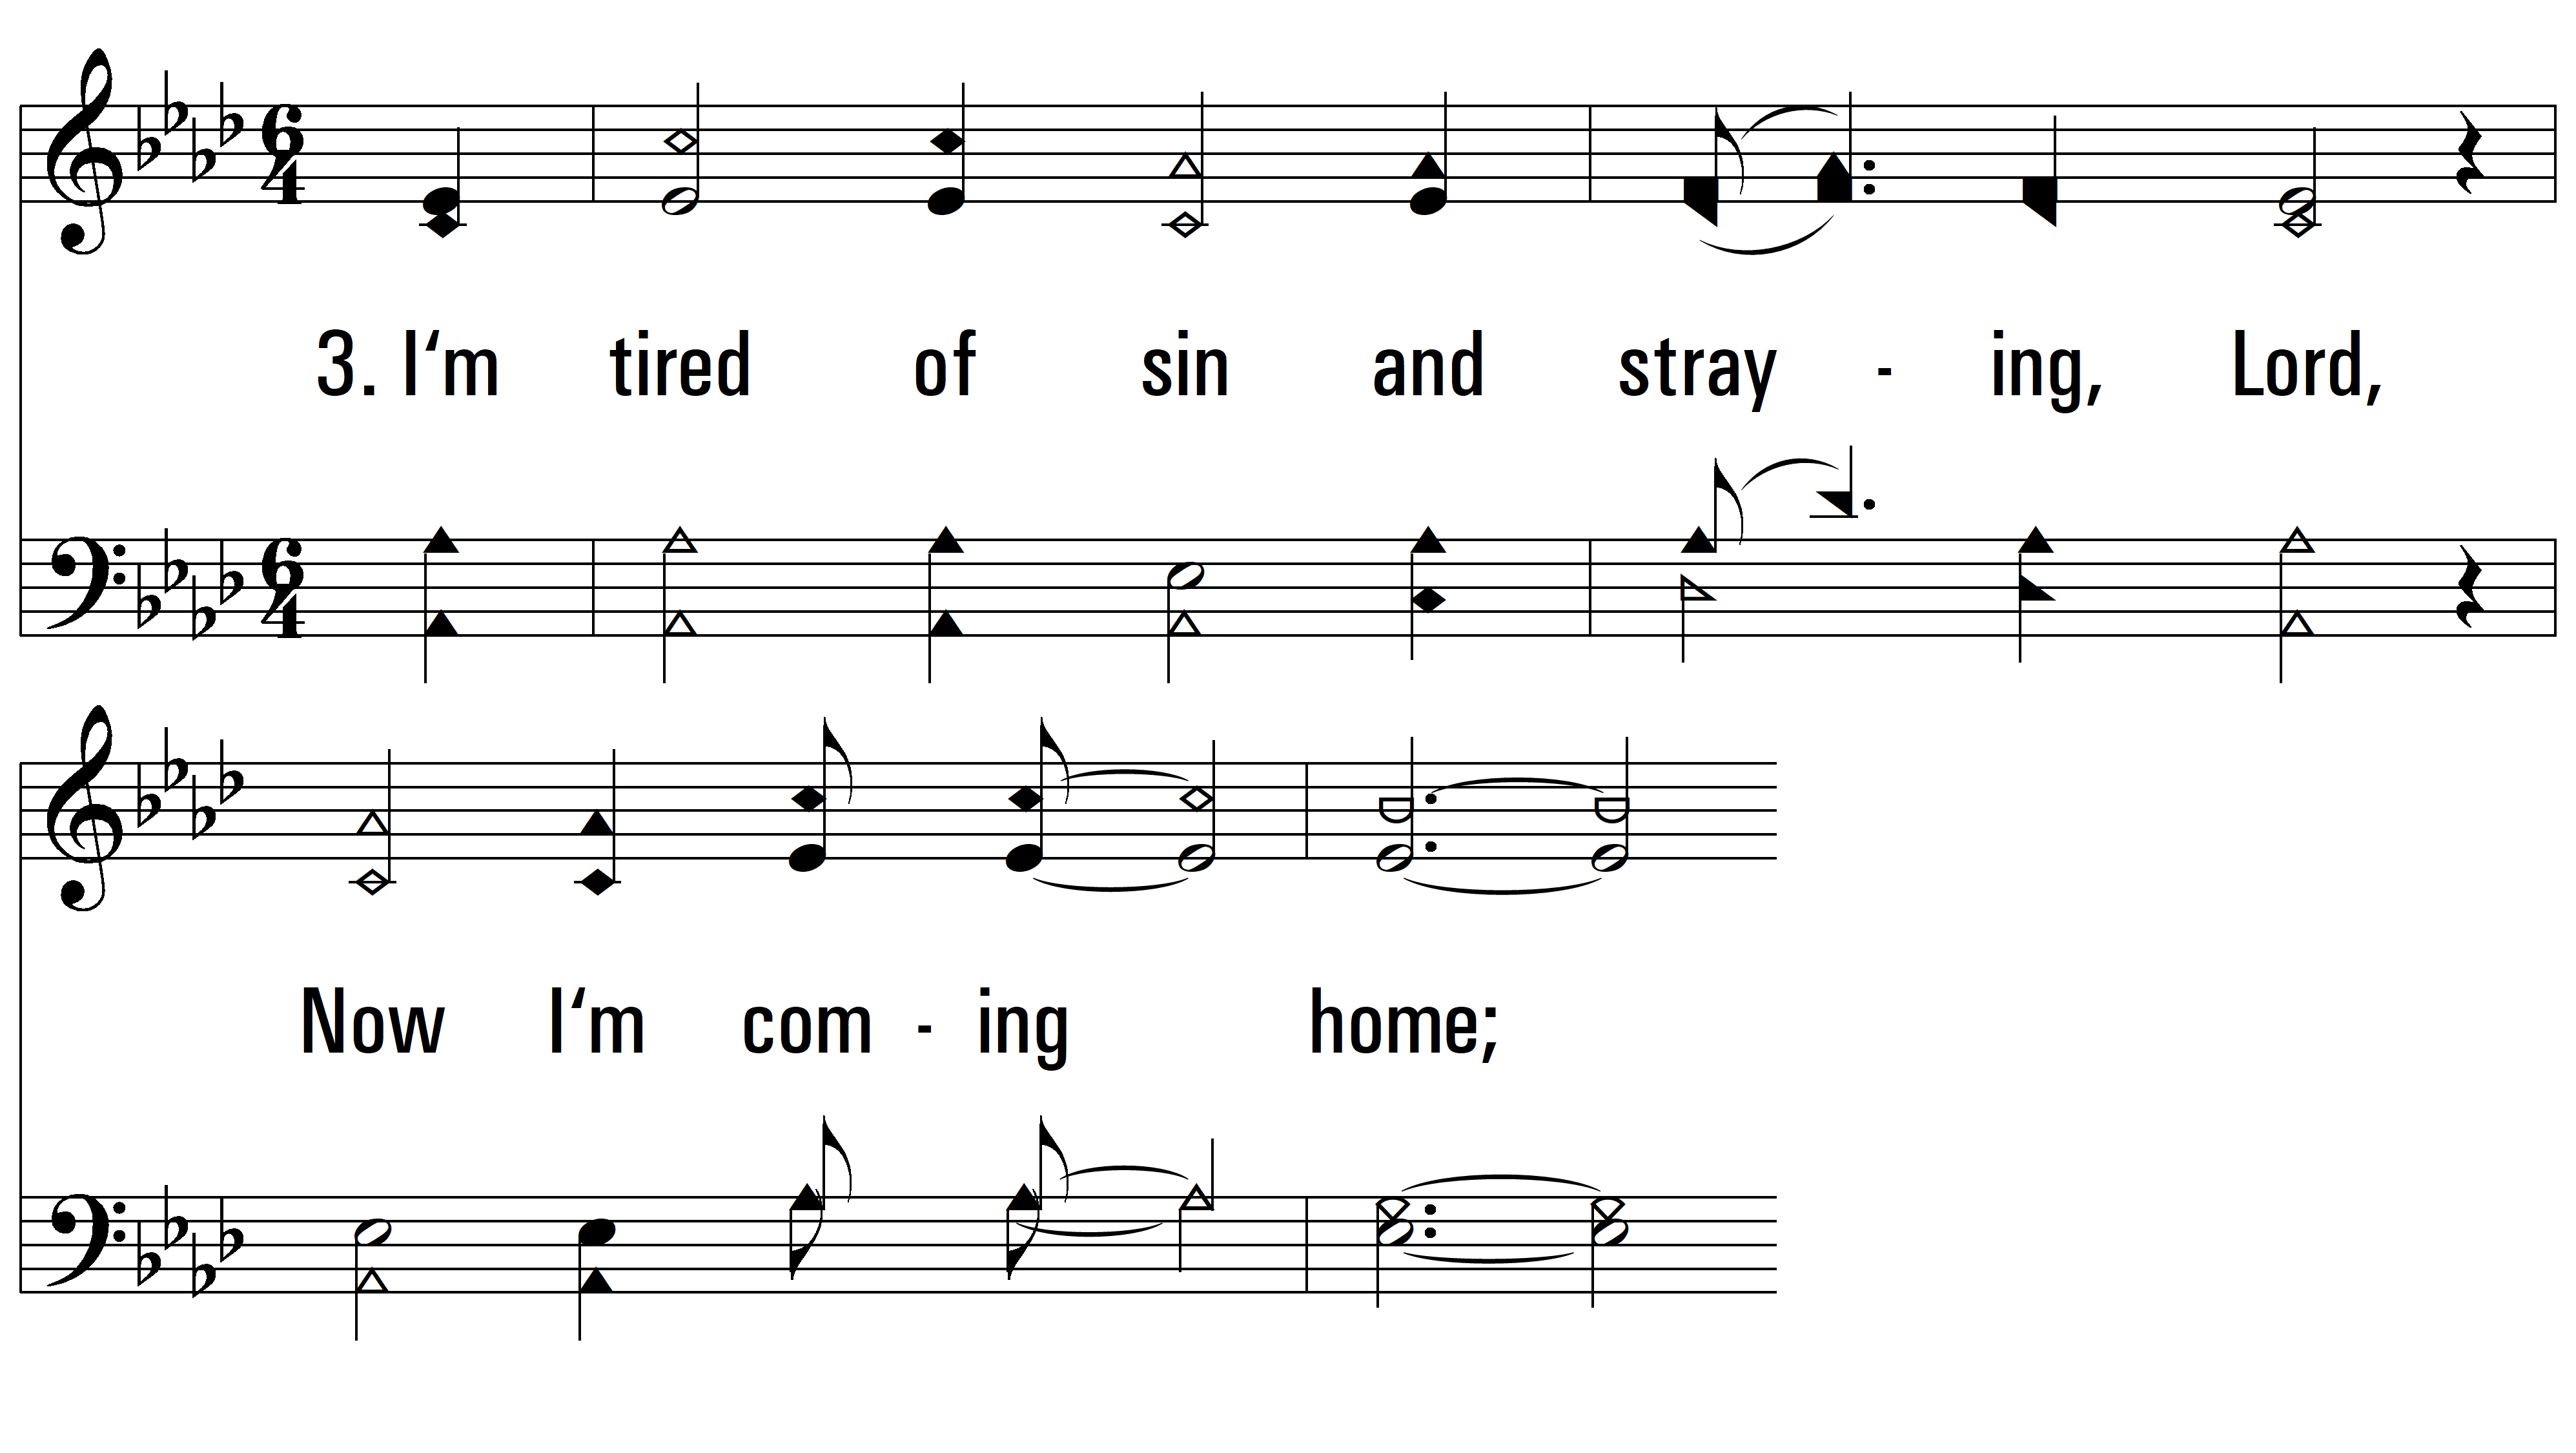 3. I‘m tired of sin and stray - ing, Lord,
Now I‘m com - ing home;